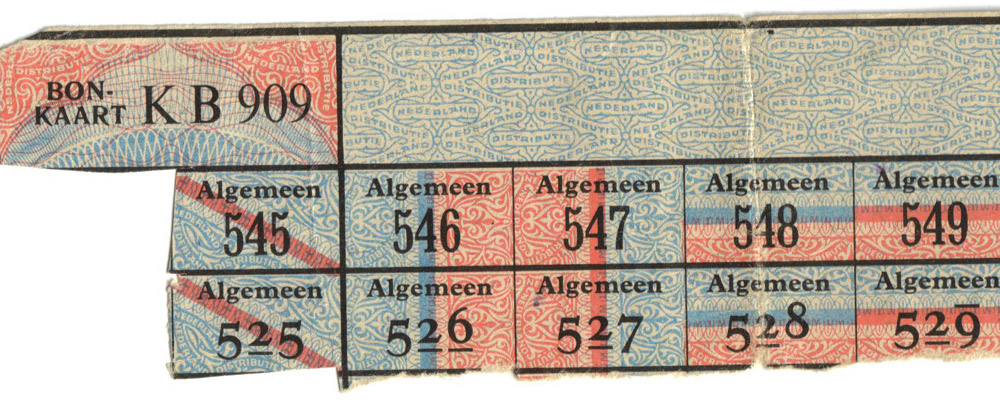 BON-
KAART K B 909
NEDERLAND DISTRIBUTIE
Algemeen Algemeen Algemeen Algemeen Algemeen
545 546 547 548 549
Algemeen Algemeen Algemeen Algemeen Algemeen
525 526 527 528 529